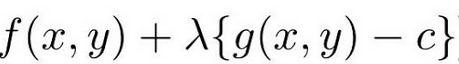 f(x, y) + λ{g(x, y) − c}